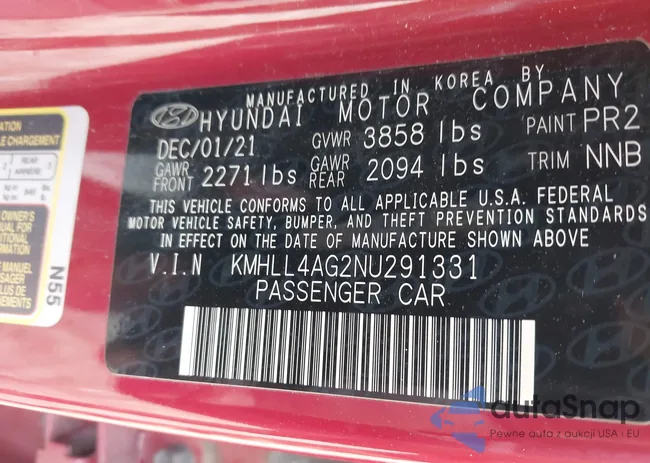 MANUFACTURED IN KOREA BY
HYUNDAI MOTOR COMPANY
DEC/01/21 GVWR 3858 lbs PAINT PR2
GAWR FRONT 2271 lbs GAWR REAR 2094 lbs TRIM NNB
THIS VEHICLE CONFORMS TO ALL APPLICABLE U.S.A. FEDERAL
MOTOR VEHICLE SAFETY, BUMPER, AND THEFT PREVENTION STANDARDS
IN EFFECT ON THE DATE OF MANUFACTURE SHOWN ABOVE
V.I.N KMHLL4AG2NU291331
PASSENGER CAR
CHARGEMENT
REAR
OWNER'S
N55
autoSnap
Pewne auta z aukcji USA i EU